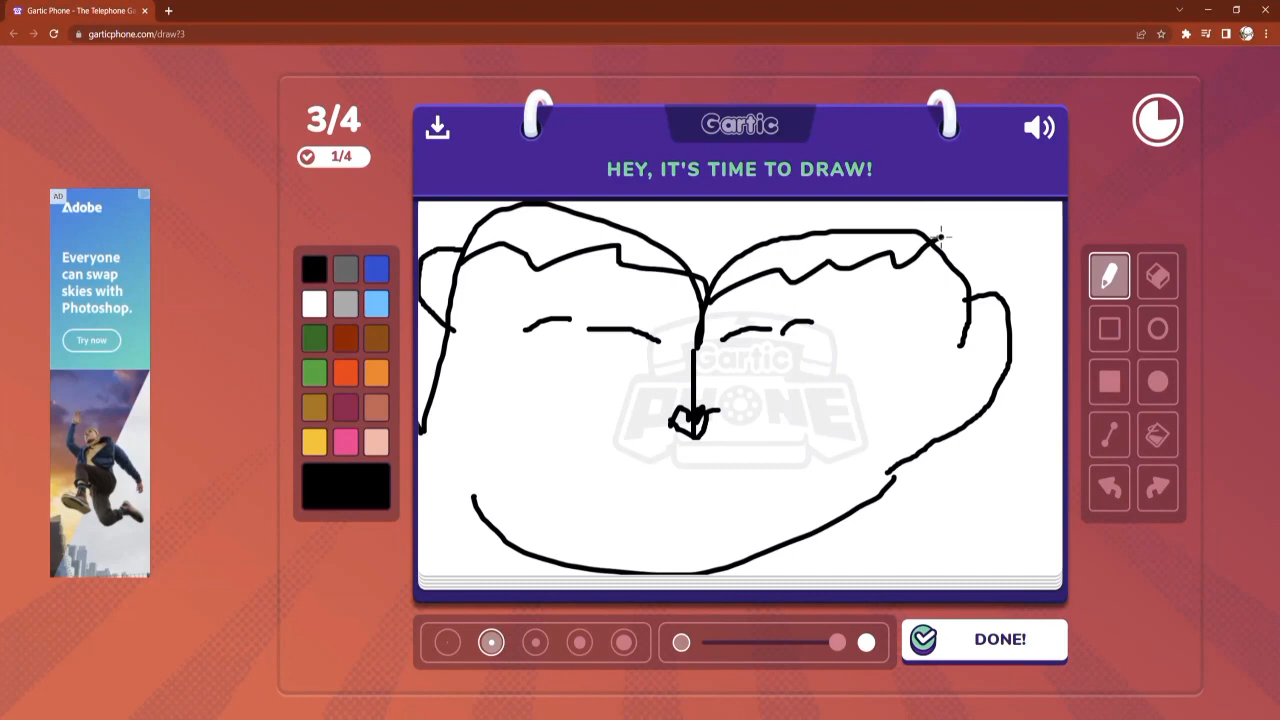 Gartic Phone - The Telephone Ga
garticphone.com/draw?3
3/4
1/4
Gartic
HEY, IT'S TIME TO DRAW!
AD
Adobe
Everyone
can swap
skies with
Photoshop.
Try now
Gartic
PHONE
DONE!